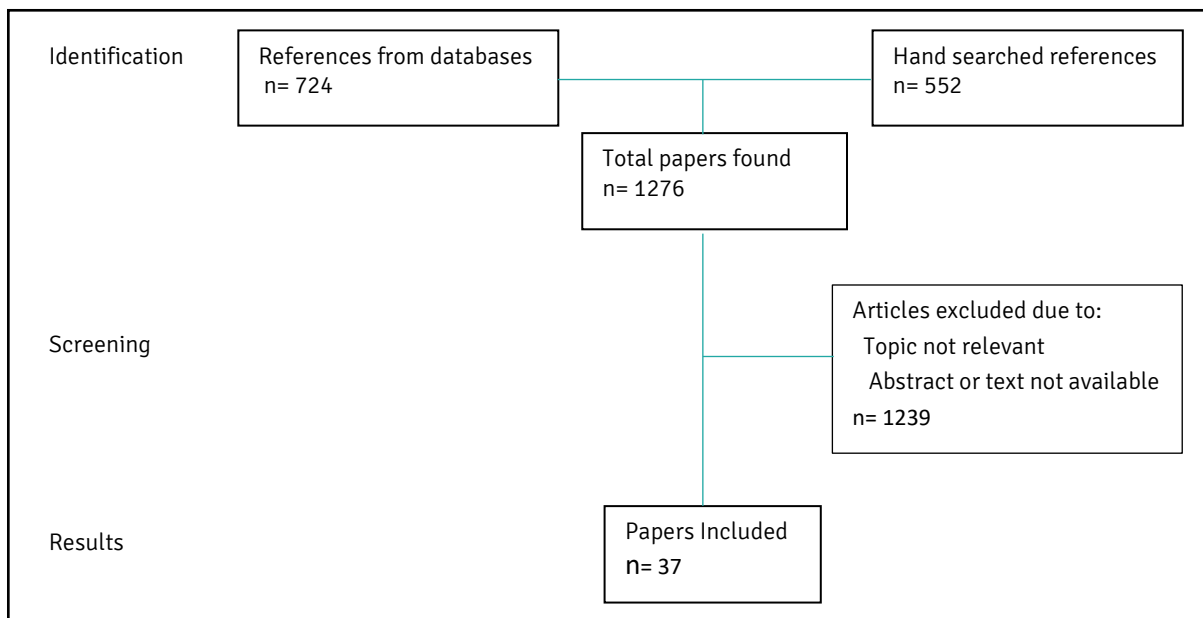 Identification
References from databases
n= 724
Hand searched references
n= 552
Total papers found
n= 1276
Screening
Articles excluded due to:
Topic not relevant
Abstract or text not available
n= 1239
Results
Papers Included
n= 37